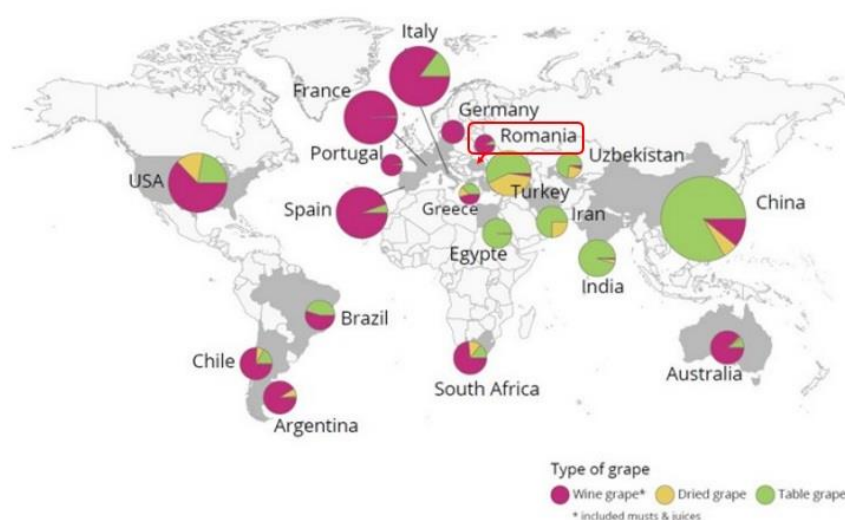 Italy
France
Germany
Romania
Portugal
Uzbekistan
USA
Turkey
Spain
Greece
Iran
China
Egypte
India
Brazil
Chile
South Africa
Australia
Argentina
Type of grape
Wine grape* Dried grape Table grape
* included musts & juices